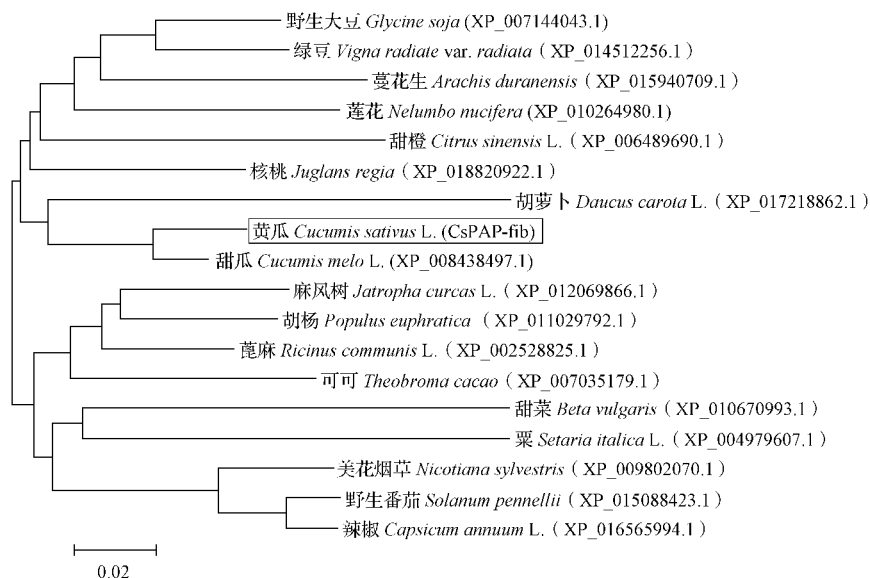 野生大豆 Glycine soja (XP_007144043.1)
绿豆 Vigna radiate var. radiata（XP_014512256.1）
蔓花生 Arachis duranensis（XP_015940709.1）
莲花 Nelumbo nucifera (XP_010264980.1)
甜橙 Citrus sinensis L.（XP_006489690.1）
核桃 Juglans regia（XP_018820922.1）
胡萝卜 Daucus carota L.（XP_017218862.1）
黄瓜 Cucumis sativus L. (CsPAP-fib)
甜瓜 Cucumis melo L. (XP_008438497.1)
麻风树 Jatropha curcas L.（XP_012069866.1）
胡杨 Populus euphratica （XP_011029792.1）
蓖麻 Ricinus communis L.（XP_002528825.1）
可可 Theobroma cacao（XP_007035179.1）
甜菜 Beta vulgaris（XP_010670993.1）
粟 Setaria italica L.（XP_004979607.1）
美花烟草 Nicotiana sylvestris（XP_009802070.1）
野生番茄 Solanum pennellii（XP_015088423.1）
辣椒 Capsicum annuum L.（XP_016565994.1）
0.02